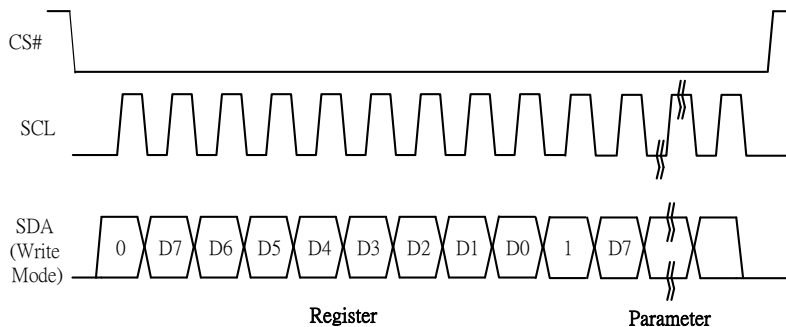 CS#
SCL
SDA
(Write
Mode)
0 D7 D6 D5 D4 D3 D2 D1 D0 1 D7
Register Parameter